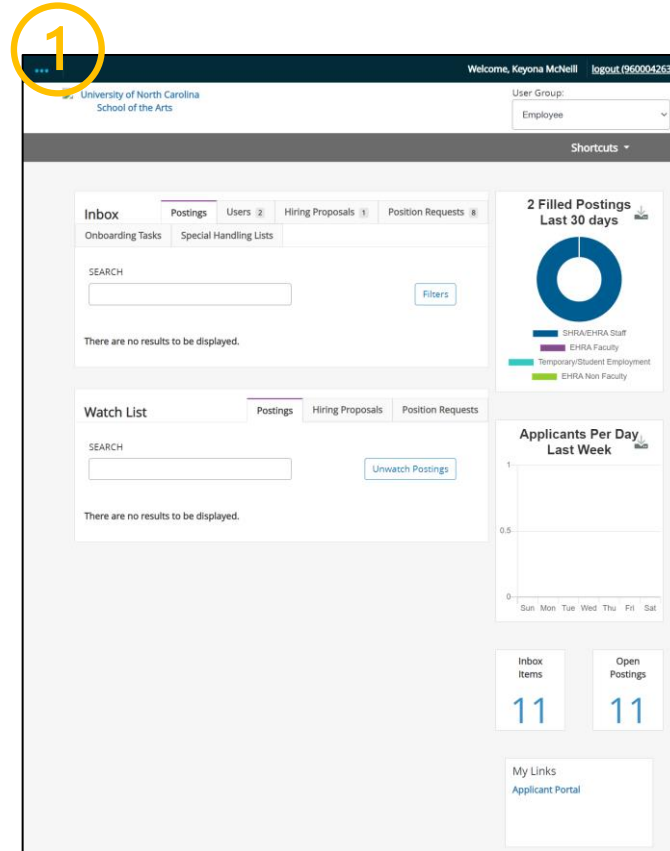 1
•••
Welcome, Keyona McNeill logout (960004263
University of North Carolina
School of the Arts
User Group:
Employee
Shortcuts
Inbox Postings Users 2 Hiring Proposals 1 Position Requests 8
Onboarding Tasks Special Handling Lists
SEARCH
Filters
There are no results to be displayed.
Watch List Postings Hiring Proposals Position Requests
SEARCH
Unwatch Postings
There are no results to be displayed.
2 Filled Postings
Last 30 days
SHRA/EHRA Staff
EHRA Faculty
Temporary/Student Employment
EHRA Non Faculty
Applicants Per Day
Last Week
1
0.5
0
Sun Mon Tue Wed Thu Fri Sat
Inbox
Items
11
Open
Postings
11
My Links
Applicant Portal